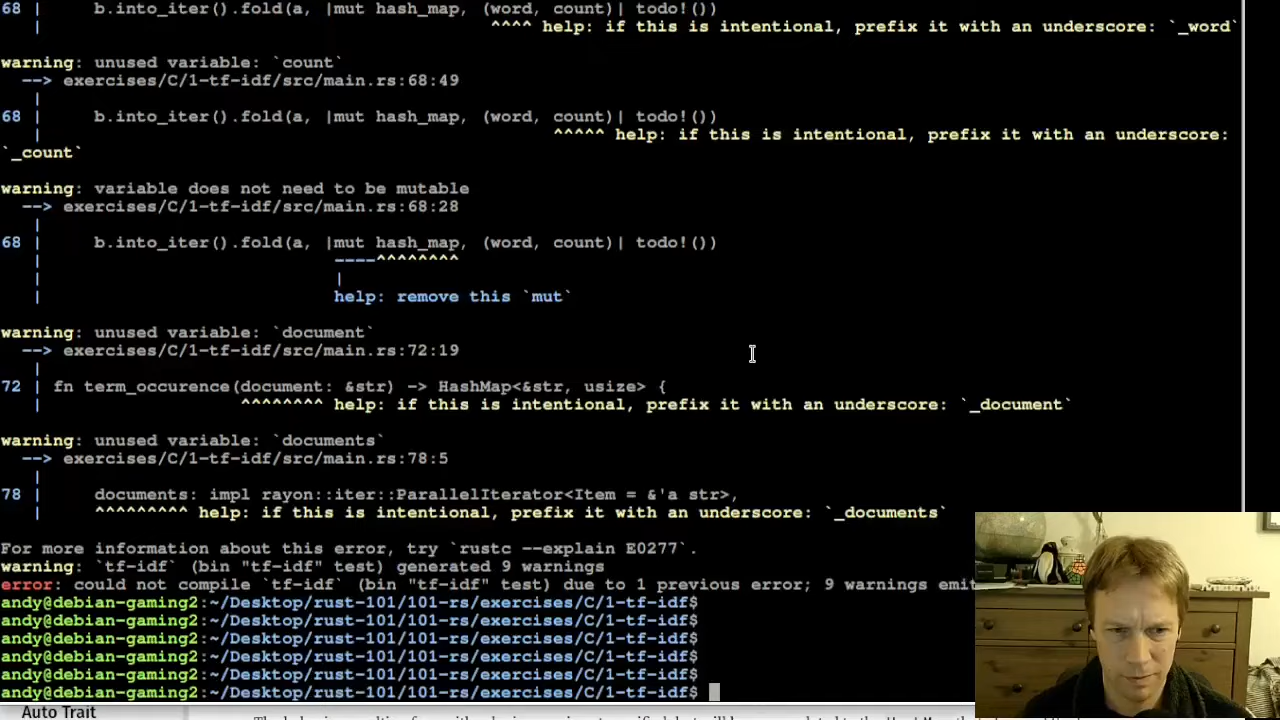 68 |     b.into_iter().fold(a, |mut hash_map, (word, count)| todo!())
   |                                           ^^^^ help: if this is intentional, prefix it with an underscore: `_word`
warning: unused variable: `count`
  --> exercises/C/1-tf-idf/src/main.rs:68:49
   |
68 |     b.into_iter().fold(a, |mut hash_map, (word, count)| todo!())
   |                                                 ^^^^^ help: if this is intentional, prefix it with an underscore:
`_count`
warning: variable does not need to be mutable
  --> exercises/C/1-tf-idf/src/main.rs:68:28
   |
68 |     b.into_iter().fold(a, |mut hash_map, (word, count)| todo!())
   |                            ----^^^^^^^^
   |                            |
   |                            help: remove this `mut`
warning: unused variable: `document`
  --> exercises/C/1-tf-idf/src/main.rs:72:19
   |
72 | fn term_occurence(document: &str) -> HashMap<&str, usize> {
   |                   ^^^^^^^^ help: if this is intentional, prefix it with an underscore: `_document`
warning: unused variable: `documents`
  --> exercises/C/1-tf-idf/src/main.rs:78:5
   |
78 |     documents: impl rayon::iter::ParallelIterator<Item = &'a str>,
   |     ^^^^^^^^^ help: if this is intentional, prefix it with an underscore: `_documents`
For more information about this error, try `rustc --explain E0277`.
warning: `tf-idf` (bin "tf-idf" test) generated 9 warnings
error: could not compile `tf-idf` (bin "tf-idf" test) due to 1 previous error; 9 warnings emit
andy@debian-gaming2:~/Desktop/rust-101/101-rs/exercises/C/1-tf-idf$
andy@debian-gaming2:~/Desktop/rust-101/101-rs/exercises/C/1-tf-idf$
andy@debian-gaming2:~/Desktop/rust-101/101-rs/exercises/C/1-tf-idf$
andy@debian-gaming2:~/Desktop/rust-101/101-rs/exercises/C/1-tf-idf$
andy@debian-gaming2:~/Desktop/rust-101/101-rs/exercises/C/1-tf-idf$
andy@debian-gaming2:~/Desktop/rust-101/101-rs/exercises/C/1-tf-idf$
Auto Trait